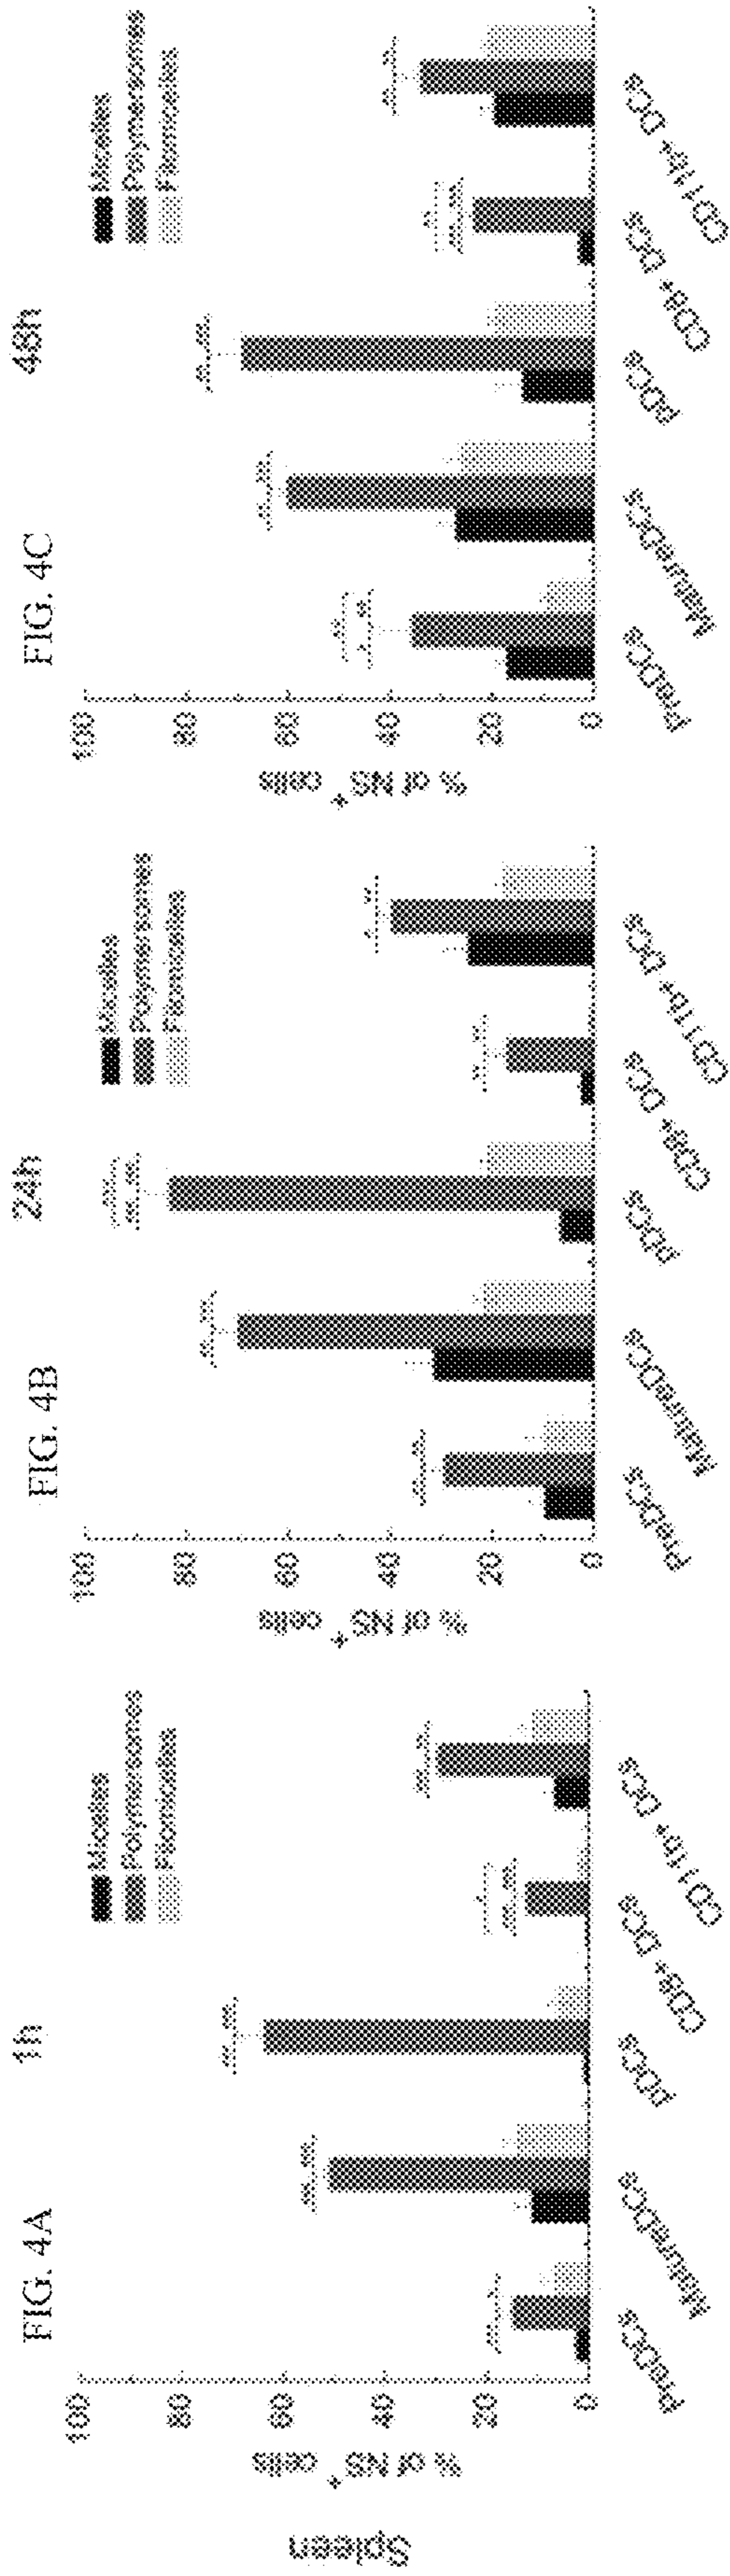 Spleen
FIG. 4A
1h
Micelles
Polymersomes
Filomicelles
% of NS+ cells
100
80
60
40
20
0
PreDCs
MatureDCs
pDCs
CD8+ DCs
CD11b+ DCs
FIG. 4B
24h
Micelles
Polymersomes
Filomicelles
% of NS+ cells
100
80
60
40
20
0
PreDCs
MatureDCs
pDCs
CD8+ DCs
CD11b+ DCs
FIG. 4C
48h
Micelles
Polymersomes
Filomicelles
% of NS+ cells
100
80
60
40
20
0
PreDCs
MatureDCs
pDCs
CD8+ DCs
CD11b+ DCs